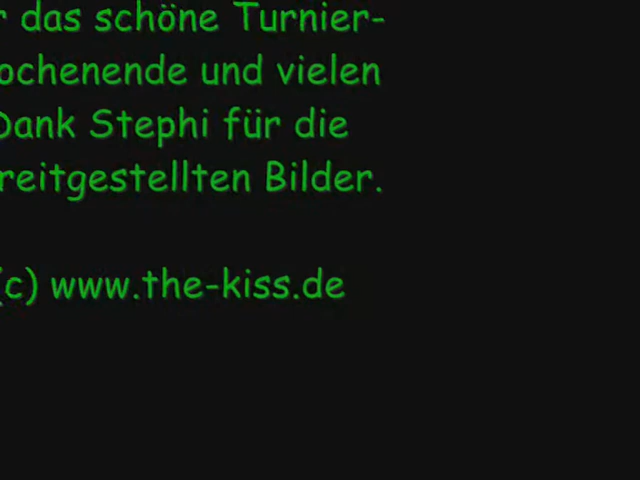 r das schöne Turnier-
ochenende und vielen
Dank Stephi für die
reitgestellten Bilder.
(c) www.the-kiss.de